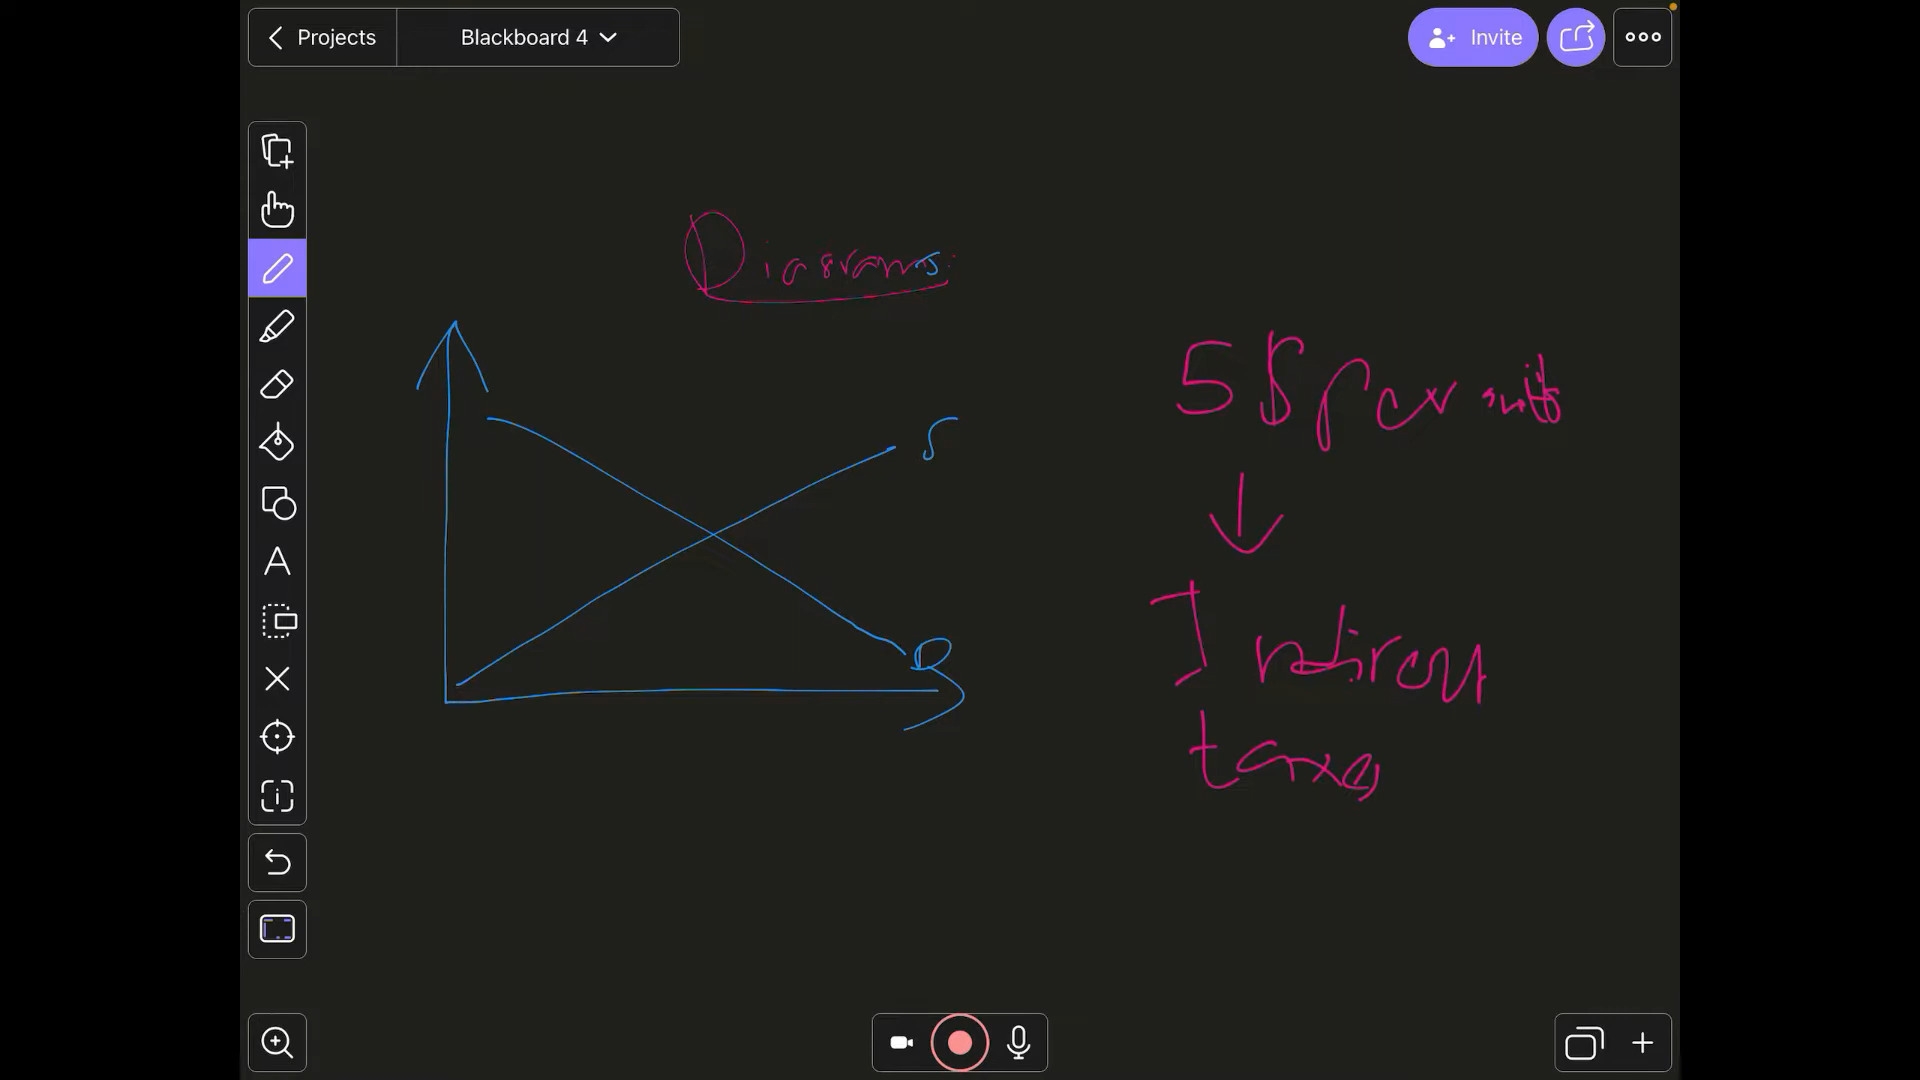 Projects
Blackboard 4
Invite
Diagrams:
S
D
5$ per unit
Indirect
taxes